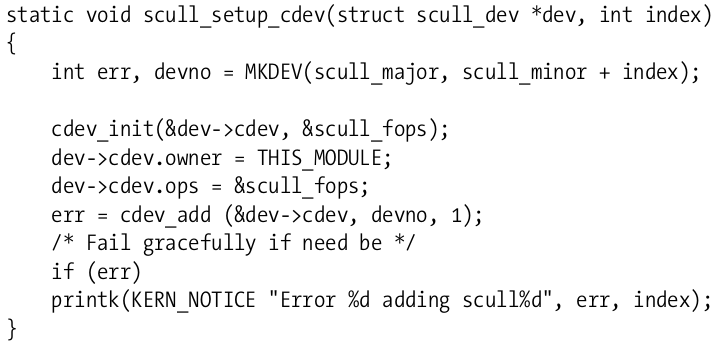 static void scull_setup_cdev(struct scull_dev *dev, int index)
{
    int err, devno = MKDEV(scull_major, scull_minor + index);

    cdev_init(&dev->cdev, &scull_fops);
    dev->cdev.owner = THIS_MODULE;
    dev->cdev.ops = &scull_fops;
    err = cdev_add (&dev->cdev, devno, 1);
    /* Fail gracefully if need be */
    if (err)
    printk(KERN_NOTICE "Error %d adding scull%d", err, index);
}